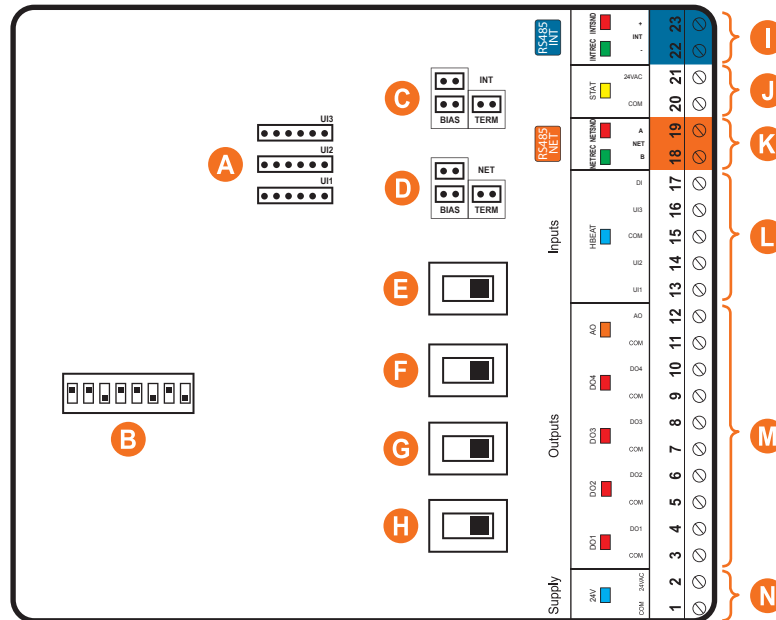 UI3
UI2
UI1
A
B
C
INT
BIAS
TERM
D
NET
BIAS
TERM
E
F
G
H
RS485
INT
RS485
NET
Inputs
Outputs
Supply
INTREC INTSND
+
INT
-
23
22
I
STAT
24VAC
COM
21
20
J
NETREC NETSND
A
NET
B
19
18
K
HBEAT
DI
UI3
COM
UI2
UI1
17
16
15
14
13
L
AO
AO
COM
12
11
DO4
DO4
COM
10
9
DO3
DO3
COM
8
7
DO2
DO2
COM
6
5
DO1
DO1
COM
4
3
M
24V
24VAC
COM
2
1
N